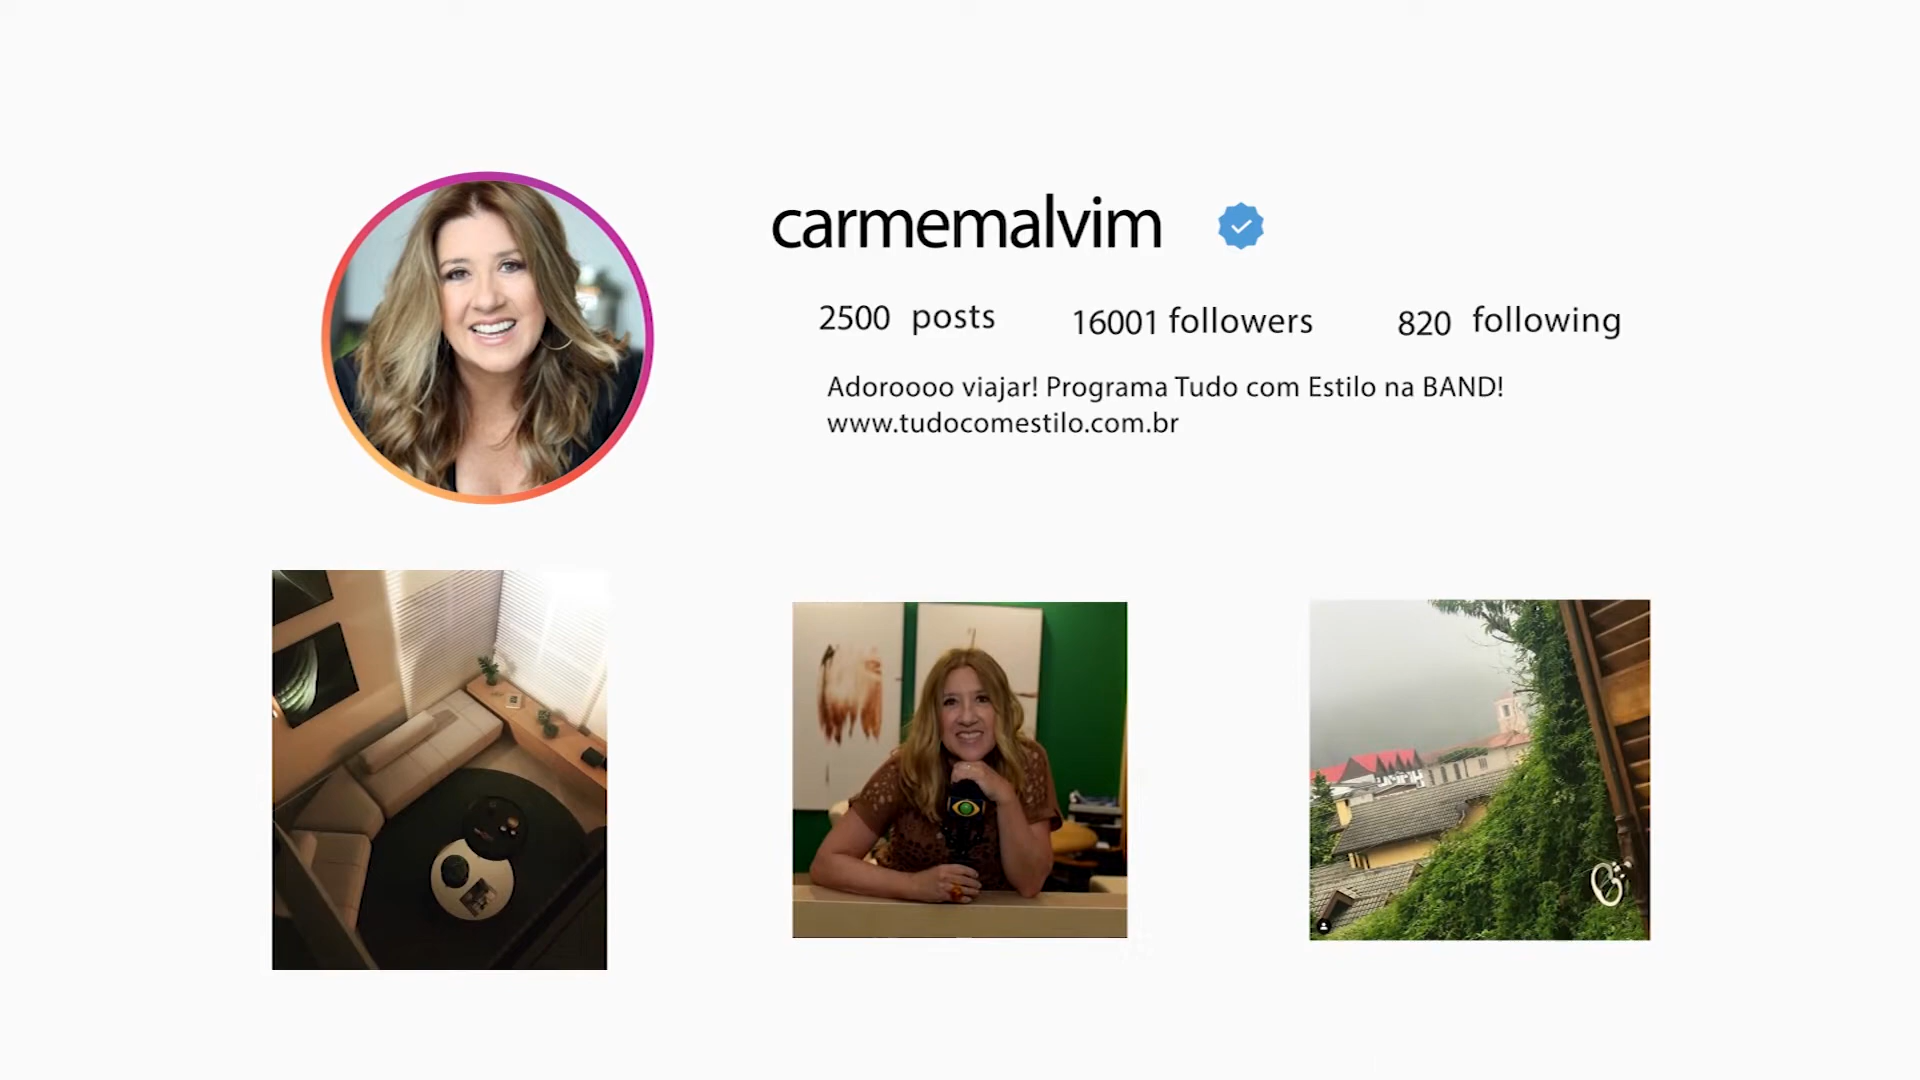 carmemalvim
2500 posts 16001 followers 820 following
Adoroooo viajar! Programa Tudo com Estilo na BAND!
www.tudocomestilo.com.br